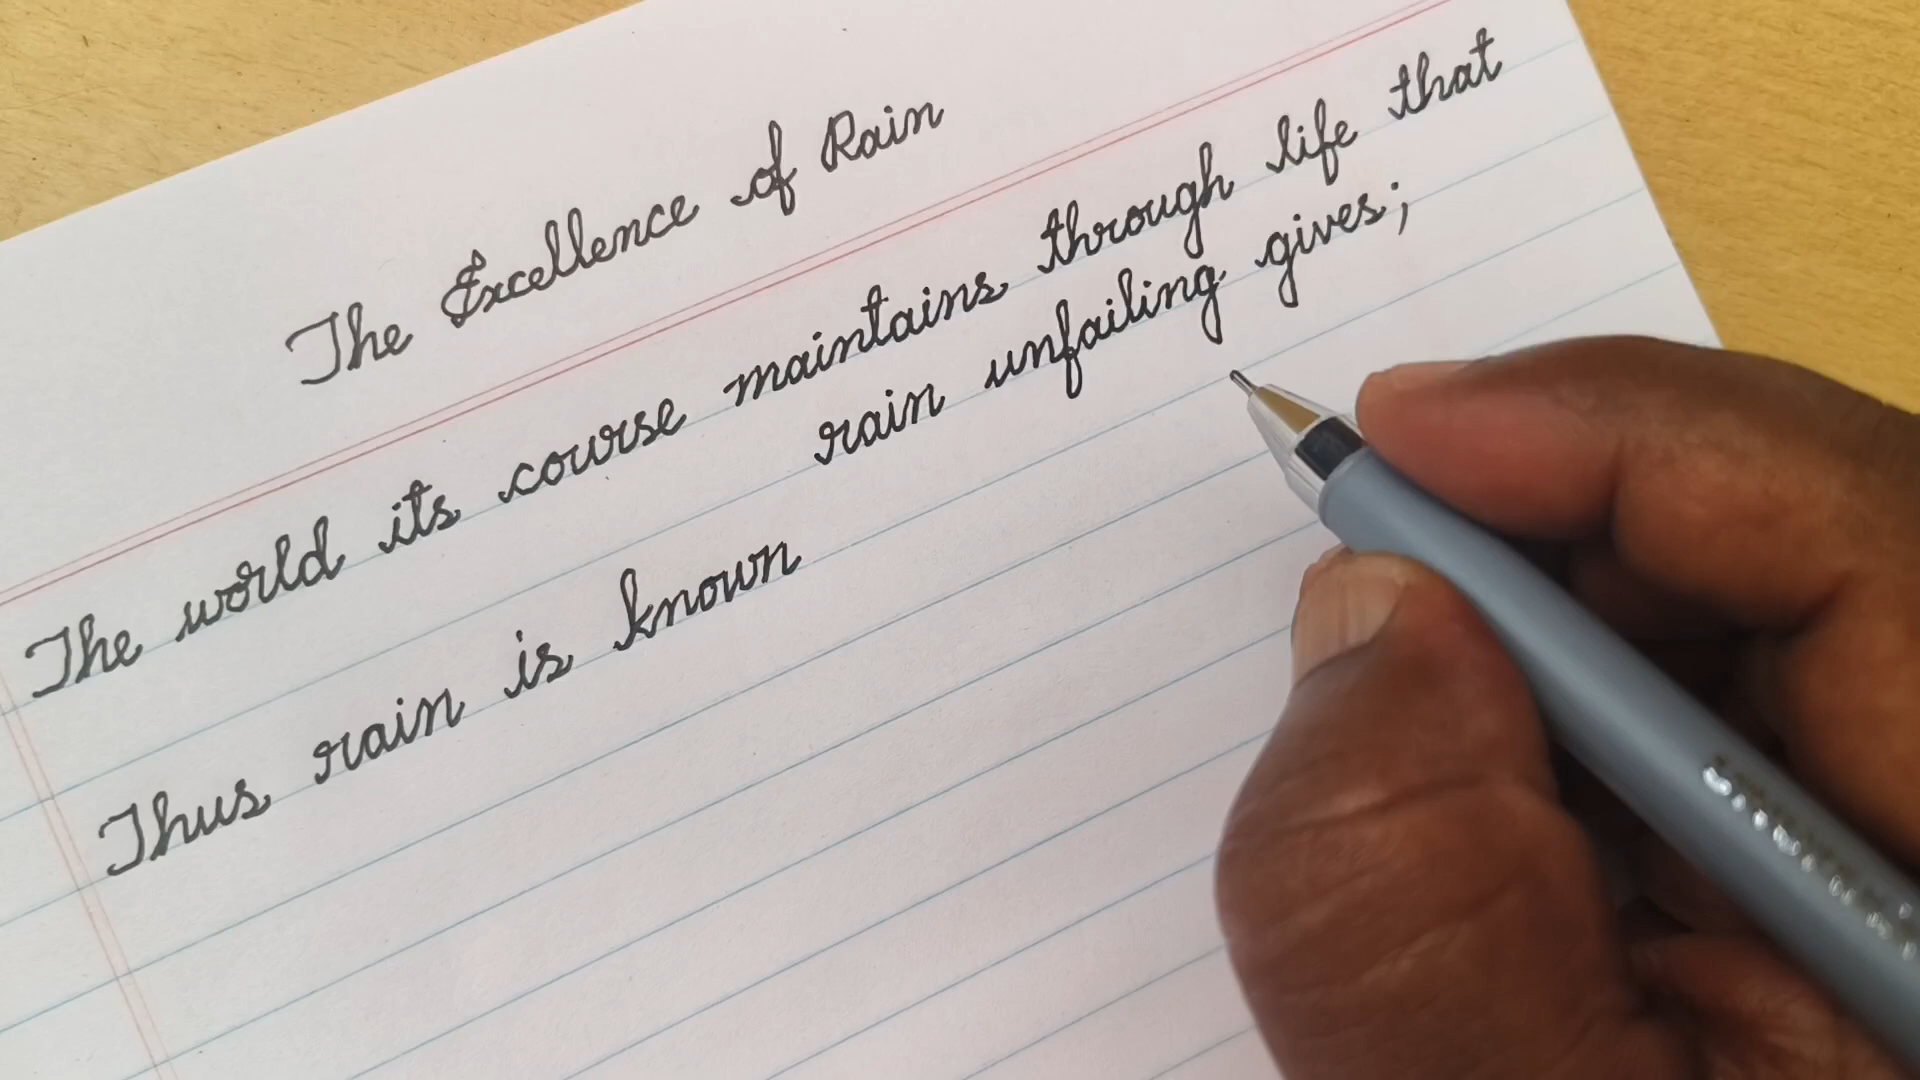 The Excellence of Rain
The world its course maintains through life that
rain unfailing gives;
Thus rain is known